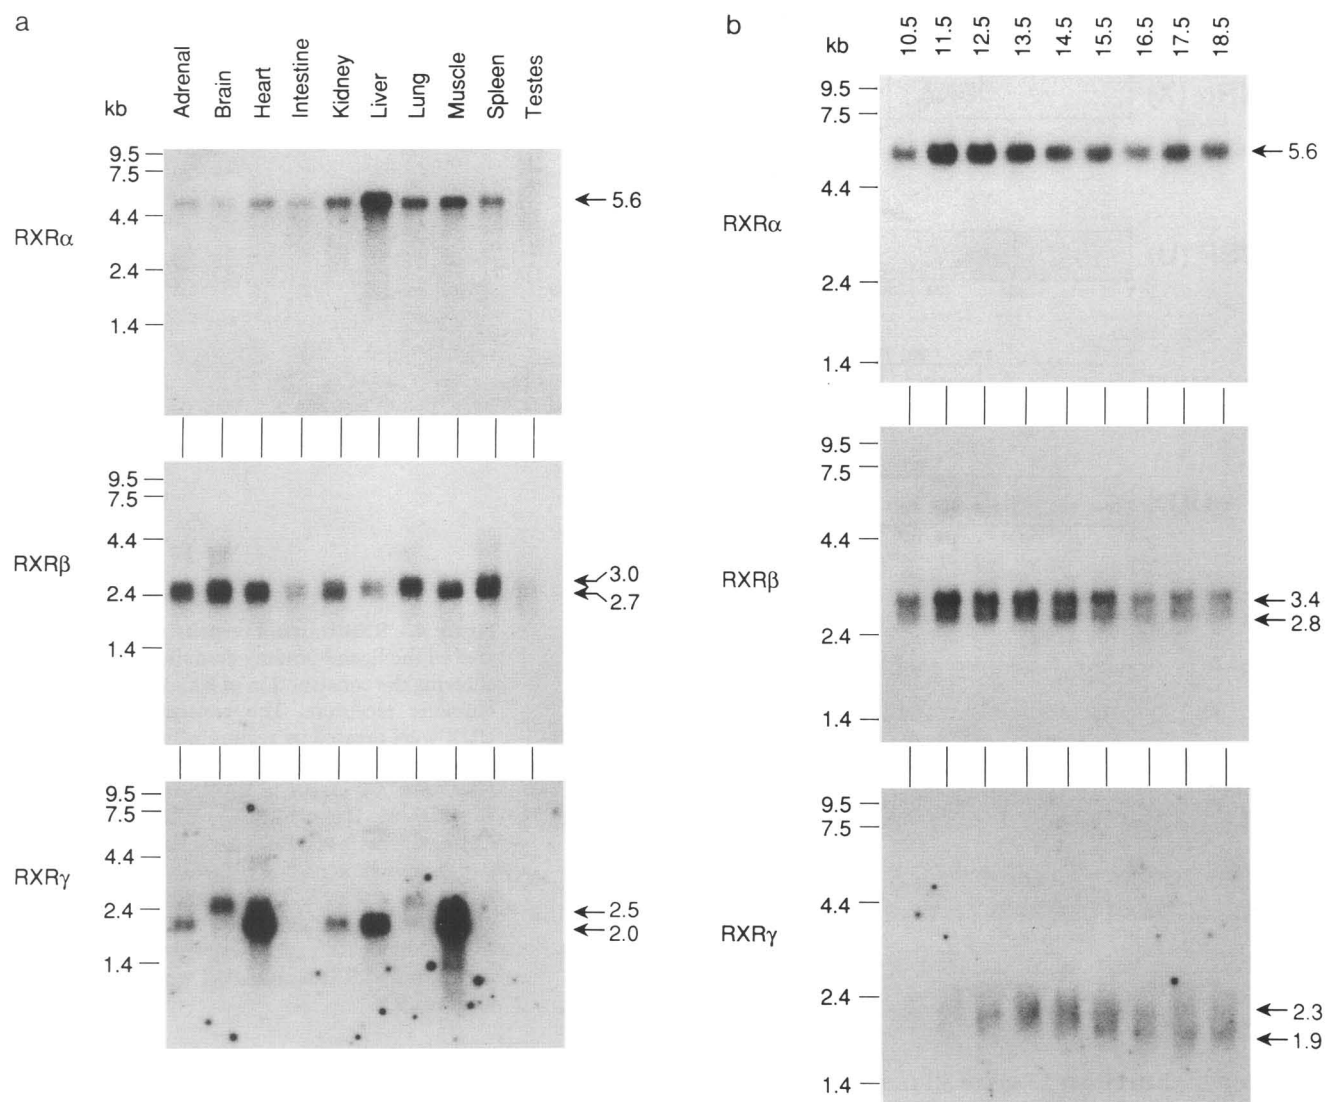 a
kb
Adrenal
Brain
Heart
Intestine
Kidney
Liver
Lung
Muscle
Spleen
Testes
RXRα
9.5
7.5
4.4
2.4
1.4
5.6
RXRβ
9.5
7.5
4.4
2.4
1.4
3.0
2.7
RXRγ
9.5
7.5
4.4
2.4
1.4
2.5
2.0
b
kb
10.5
11.5
12.5
13.5
14.5
15.5
16.5
17.5
18.5
RXRα
9.5
7.5
4.4
2.4
1.4
5.6
RXRβ
9.5
7.5
4.4
2.4
1.4
3.4
2.8
RXRγ
9.5
7.5
4.4
2.4
1.4
2.3
1.9